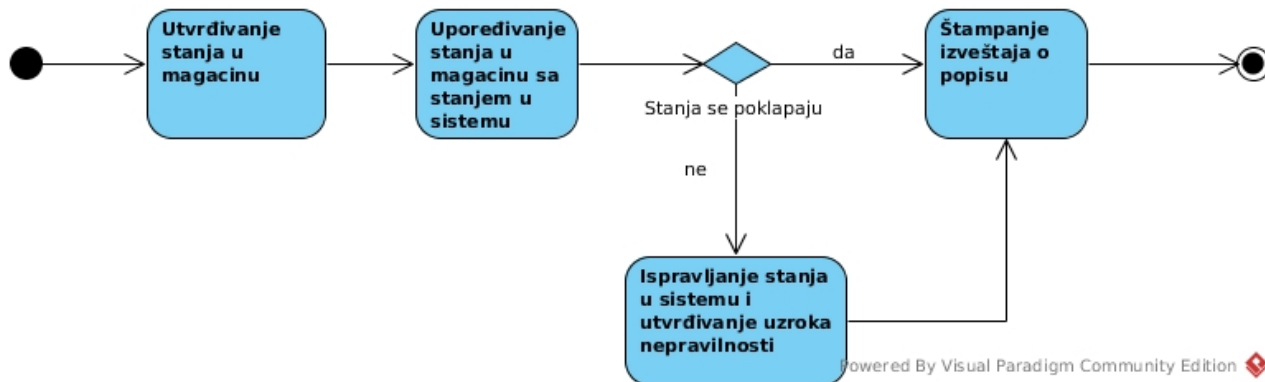 Utvrđivanje
stanja u
magacinu
Upoređivanje
stanja u
magacinu sa
stanjem u
sistemu
da
Stanja se poklapaju
Štampanje
izveštaja o
popisu
ne
Ispravljanje stanja
u sistemu i
utvrđivanje uzroka
nepravilnosti
Powered By Visual Paradigm Community Edition